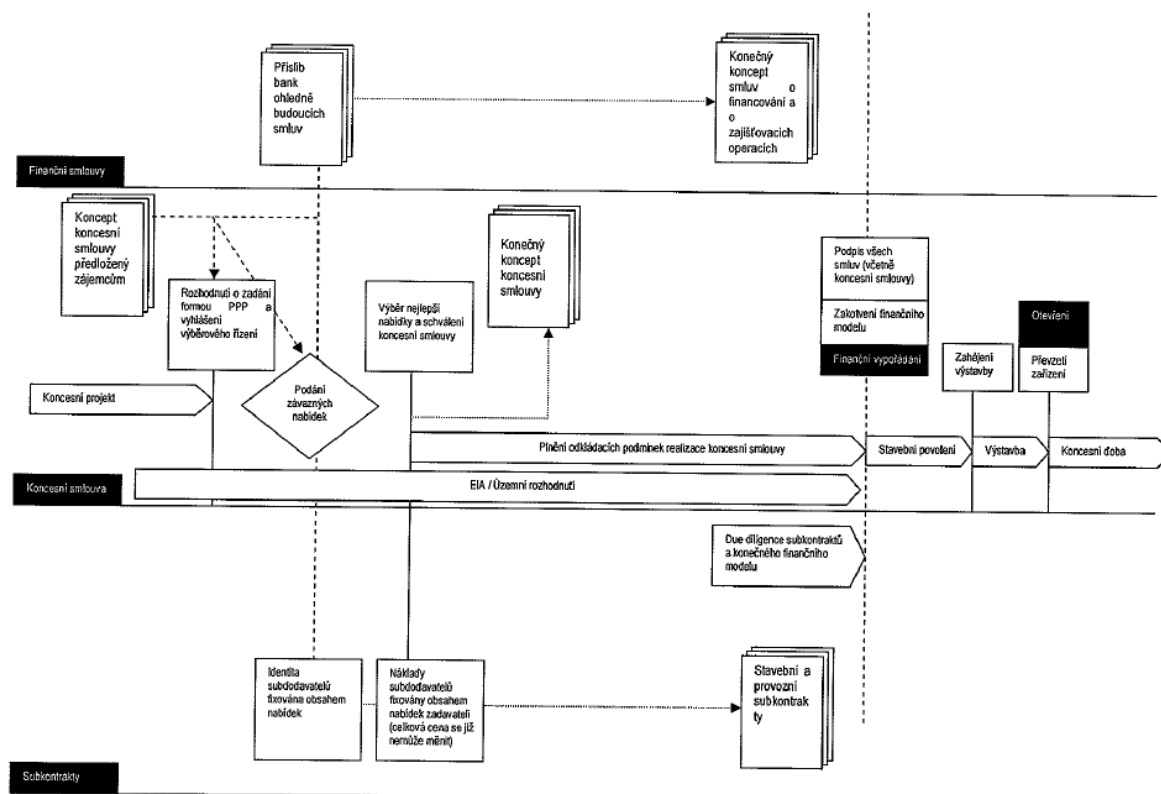 Příslib
bank
ohledně
budoucích
smluv
Konečný
koncept
smluv o
financování a
o
zajišťovacích
operacích
Finanční smlouvy
Koncept
koncesní
smlouvy
předložený
zájemcům
Rozhodnutí o zadání
formou PPP a
vyhlášení
výběrového řízení
Výběr nejlepší
nabídky a schválení
koncesní smlouvy
Konečný
koncept
koncesní
smlouvy
Podpis všech
smluv (včetně
koncesní smlouvy)
Zakotvení finančního
modelu
Finanční vypořádání
Zahájení
výstavby
Otevření
Převzetí
zařízení
Koncesní projekt
Podání
závazných
nabídek
Plnění odkládacích podmínek realizace koncesní smlouvy
Stavební povolení
Výstavba
Koncesní doba
EIA / Územní rozhodnutí
Koncesní smlouva
Due diligence subkontraktů
a konečného finančního
modelu
Identita
subdodavatelů
fixována obsahem
nabídek
Náklady
subdodavatelů
fixovány obsahem
nabídek zadavateli
(celková cena se již
nemůže měnit)
Stavební a
provozní
subkontrak
ty
Subkontrakty